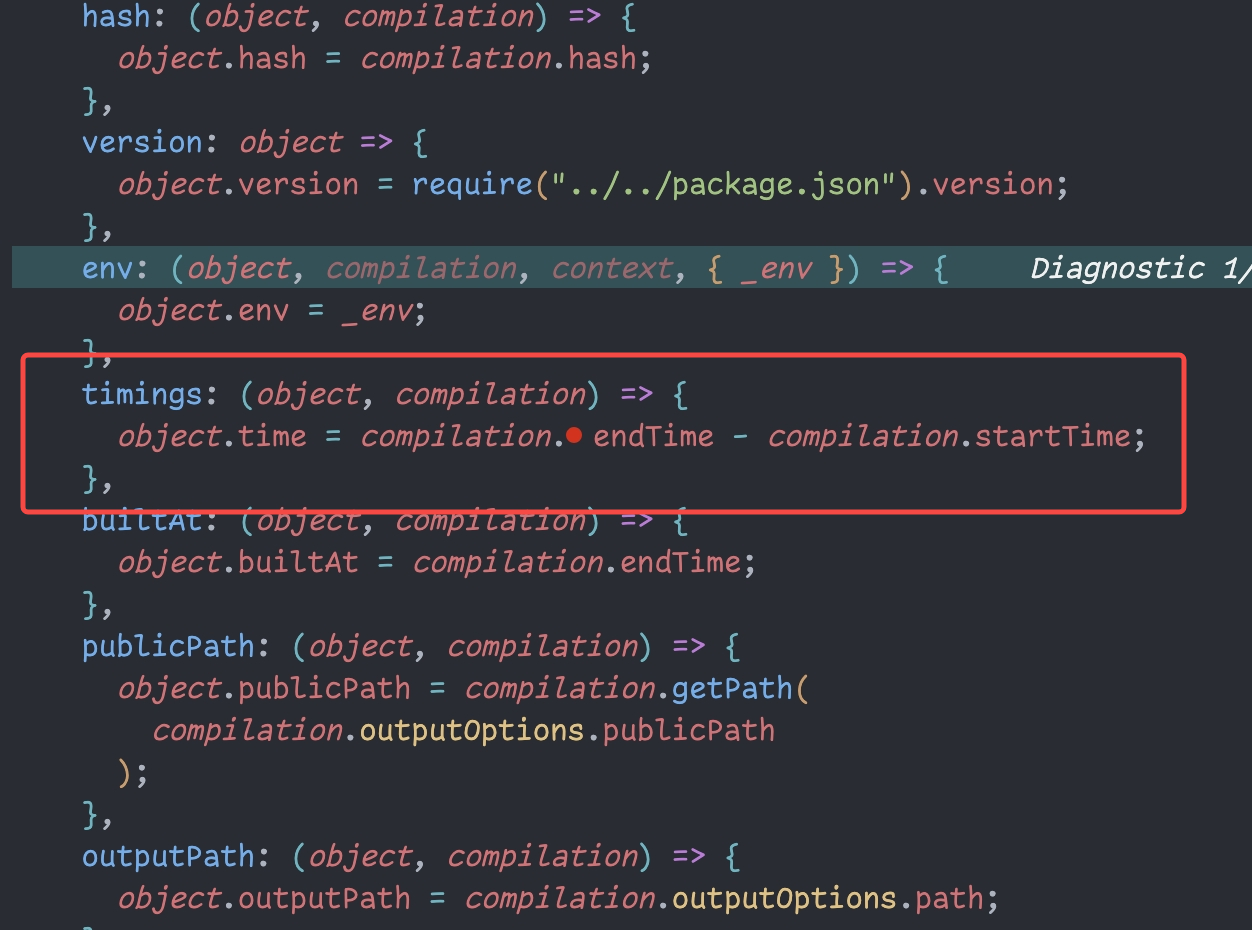 hash: (object, compilation) => {
object.hash = compilation.hash;
},
version: object => {
object.version = require("../../package.json").version;
},
env: (object, compilation, context, { _env }) => { Diagnostic 1/
object.env = _env;
},
timings: (object, compilation) => {
object.time = compilation. endTime - compilation.startTime;
},
builtAt: (object, compilation) => {
object.builtAt = compilation.endTime;
},
publicPath: (object, compilation) => {
object.publicPath = compilation.getPath(
compilation.outputOptions.publicPath
);
},
outputPath: (object, compilation) => {
object.outputPath = compilation.outputOptions.path;